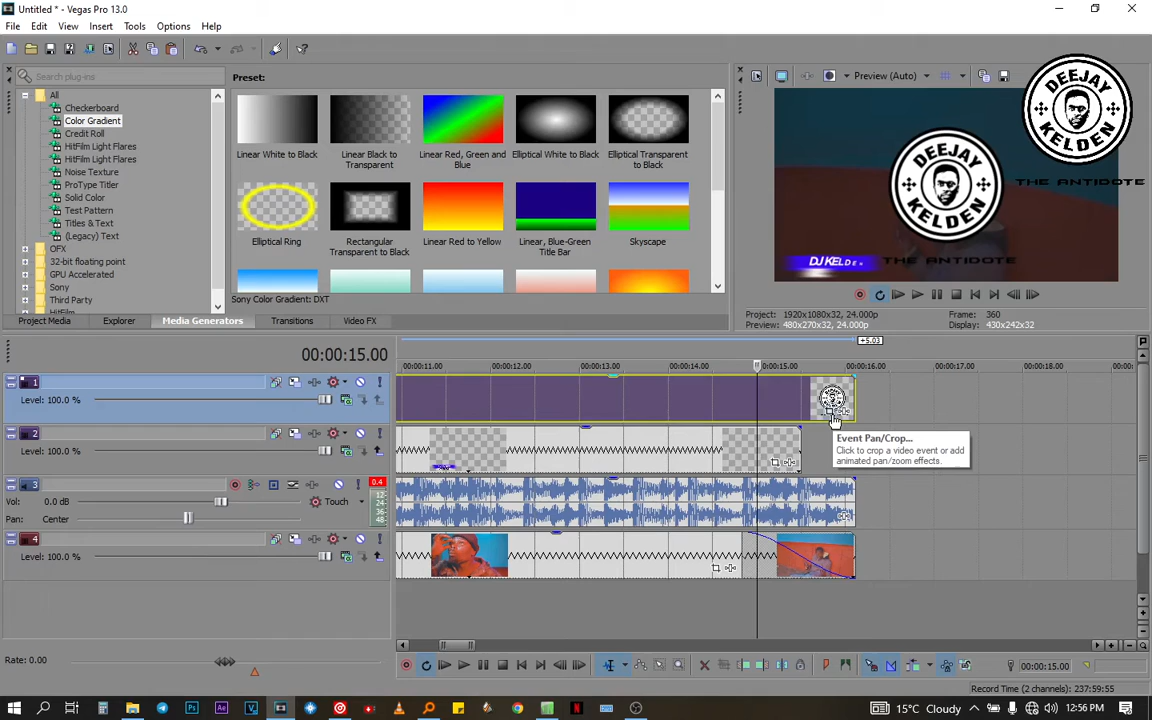 Untitled * - Vegas Pro 13.0
File Edit View Insert Tools Options Help
Search plug-ins
All
Checkerboard
Color Gradient
Credit Roll
HitFilm Light Flares
HitFilm Light Flares
Noise Texture
ProType Titler
Solid Color
Test Pattern
Titles & Text
(Legacy) Text
OFX
32-bit floating point
GPU Accelerated
Sony
Third Party
HitFilm
Preset:
Linear White to Black
Linear Black to Transparent
Linear Red, Green and Blue
Elliptical White to Black
Elliptical Transparent to Black
Elliptical Ring
Rectangular Transparent to Black
Linear Red to Yellow
Linear, Blue-Green Title Bar
Skyscape
Sony Color Gradient: DXT
Project Media Explorer Media Generators Transitions Video FX
Preview (Auto)
DEEJAY
KELDEN
THE ANTIDOTE
DEEJAY
KELDEN
DJ KELDE
THE ANTIDOTE
Project: 1920x1080x32, 24.000p
Preview: 480x270x32, 24.000p
Frame: 360
Display: 430x242x32
+5.03
00:00:15.00
00:00:11.00 00:00:12.00 00:00:13.00 00:00:14.00 00:00:15.00 00:00:16.00 00:00:17.00 00:00:18.00 00:00:
1
Level: 100.0 %
2
Level: 100.0 %
3
Vol: 0.0 dB Touch
Pan: Center
0.4
12
24
36
48
4
Level: 100.0 %
Event Pan/Crop...
Click to crop a video event or add animated pan/zoom effects.
Rate: 0.00
00:00:15.00
Record Time (2 channels): 237:59:55
15°C Cloudy
12:56 PM